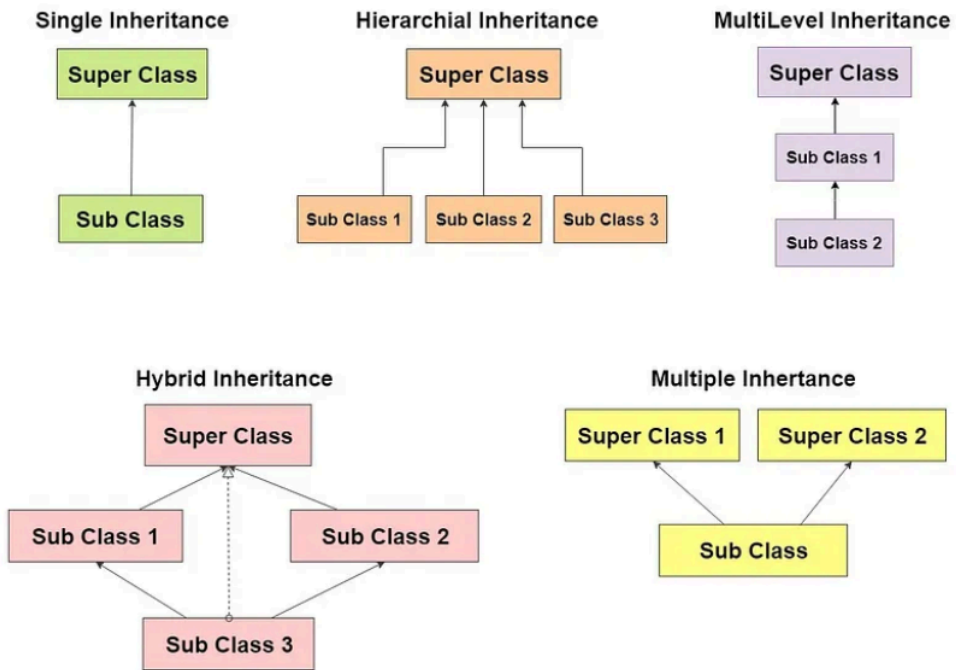 Single Inheritance
Hierarchial Inheritance
MultiLevel Inheritance
Super Class
Super Class
Super Class
Sub Class 1
Sub Class
Sub Class 1
Sub Class 2
Sub Class 3
Sub Class 2
Hybrid Inheritance
Multiple Inhertance
Super Class
Super Class 1
Super Class 2
Sub Class 1
Sub Class 2
Sub Class
Sub Class 3